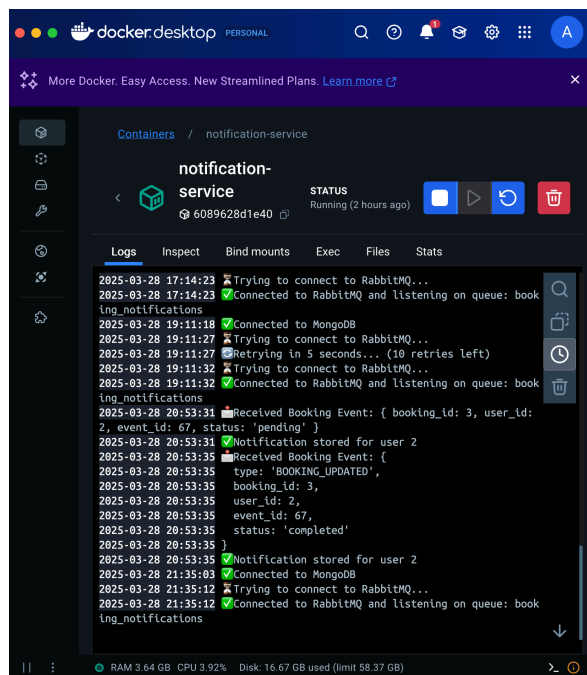 docker.desktop PERSONAL
1
A
More Docker. Easy Access. New Streamlined Plans. Learn more
Containers / notification-service
notification-
service
6089628d1e40
STATUS
Running (2 hours ago)
Logs Inspect Bind mounts Exec Files Stats
2025-03-28 17:14:23 ⏳Trying to connect to RabbitMQ...
2025-03-28 17:14:23 ✅Connected to RabbitMQ and listening on queue: book
ing_notifications
2025-03-28 19:11:18 ✅Connected to MongoDB
2025-03-28 19:11:27 ⏳Trying to connect to RabbitMQ...
2025-03-28 19:11:27 🔄Retrying in 5 seconds... (10 retries left)
2025-03-28 19:11:32 ⏳Trying to connect to RabbitMQ...
2025-03-28 19:11:32 ✅Connected to RabbitMQ and listening on queue: book
ing_notifications
2025-03-28 20:53:31 📩Received Booking Event: { booking_id: 3, user_id:
2, event_id: 67, status: 'pending' }
2025-03-28 20:53:31 ✅Notification stored for user 2
2025-03-28 20:53:35 📩Received Booking Event: {
2025-03-28 20:53:35 type: 'BOOKING_UPDATED',
2025-03-28 20:53:35 booking_id: 3,
2025-03-28 20:53:35 user_id: 2,
2025-03-28 20:53:35 event_id: 67,
2025-03-28 20:53:35 status: 'completed'
2025-03-28 20:53:35 }
2025-03-28 20:53:35 ✅Notification stored for user 2
2025-03-28 21:35:03 ✅Connected to MongoDB
2025-03-28 21:35:12 ⏳Trying to connect to RabbitMQ...
2025-03-28 21:35:12 ✅Connected to RabbitMQ and listening on queue: book
ing_notifications
RAM 3.64 GB CPU 3.92% Disk: 16.67 GB used (limit 58.37 GB)